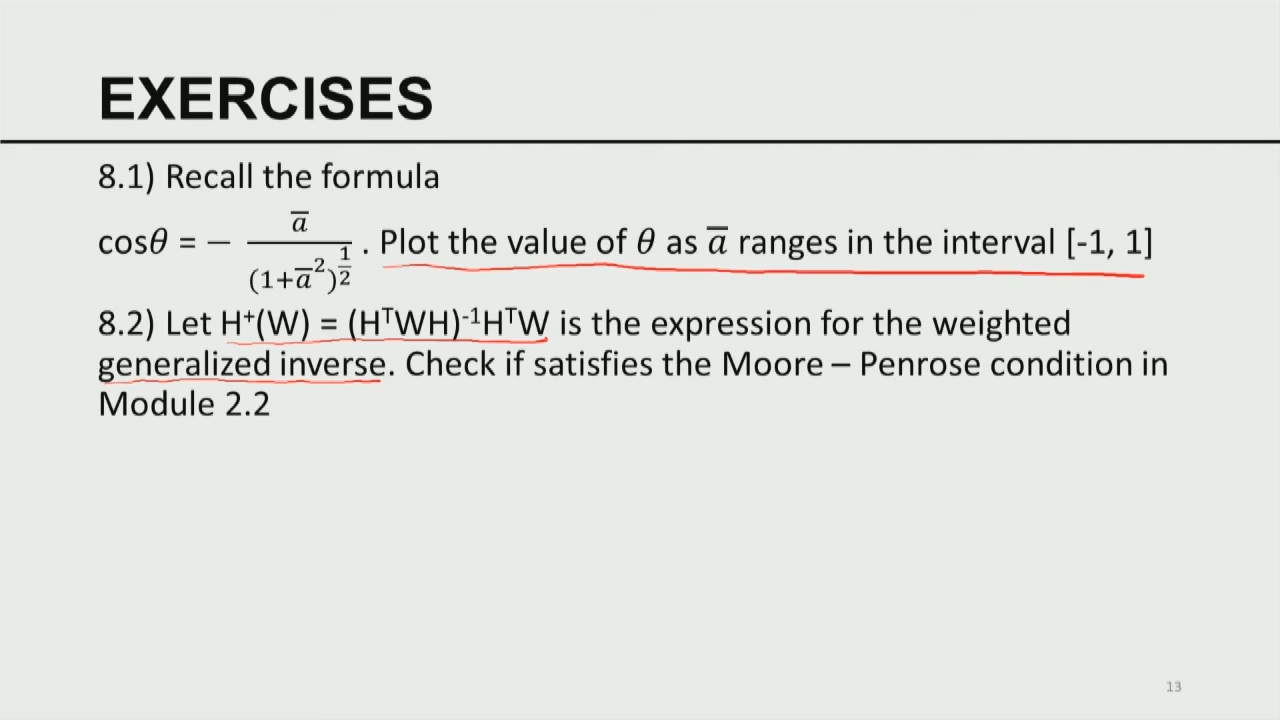 EXERCISES
8.1) Recall the formula
cosθ = − a̅ / (1+a̅²)^(1/2) . Plot the value of θ as a̅ ranges in the interval [-1, 1]
8.2) Let H⁺(W) = (HᵀWH)⁻¹HᵀW is the expression for the weighted
generalized inverse. Check if satisfies the Moore – Penrose condition in
Module 2.2
13